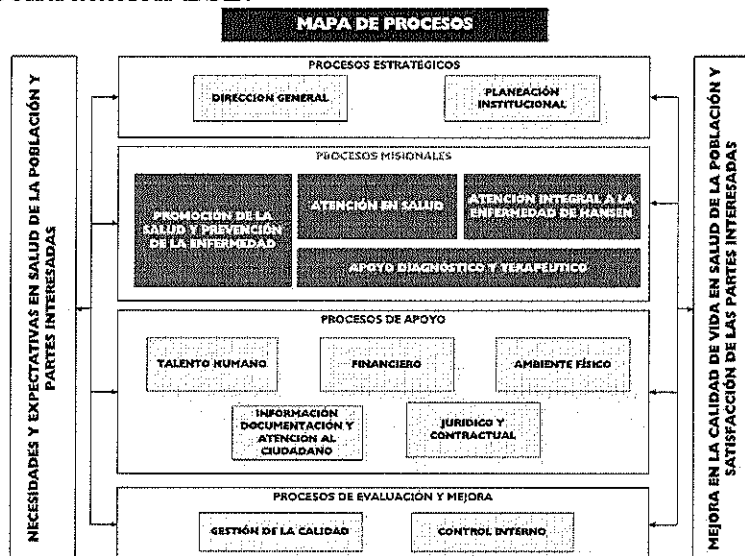 MAPA DE PROCESOS
NECESIDADES Y EXPECTATIVAS EN SALUD DE LA POBLACIÓN Y
PARTES INTERESADAS
PROCESOS ESTRATÉGICOS
DIRECCION GENERAL
PLANEACIÓN
INSTITUCIONAL
PROCESOS MISIONALES
PROMOCIÓN DE LA
SALUD Y PREVENCIÓN
DE LA ENFERMEDAD
ATENCIÓN EN SALUD
ATENCIÓN INTEGRAL A LA
ENFERMEDAD DE HANSEN
APOYO DIAGNÓSTICO Y TERAPEUTICO
PROCESOS DE APOYO
TALENTO HUMANO
FINANCIERO
AMBIENTE FÍSICO
INFORMACIÓN
DOCUMENTACIÓN Y
ATENCIÓN AL
CIUDADANO
JURIDICO Y
CONTRACTUAL
PROCESOS DE EVALUACIÓN Y MEJORA
GESTIÓN DE LA CALIDAD
CONTROL INTERNO
MEJORA EN LA CALIDAD DE VIDA EN SALUD DE LA POBLACIÓN Y
SATISFACCIÓN DE LAS PARTES INTERESADAS